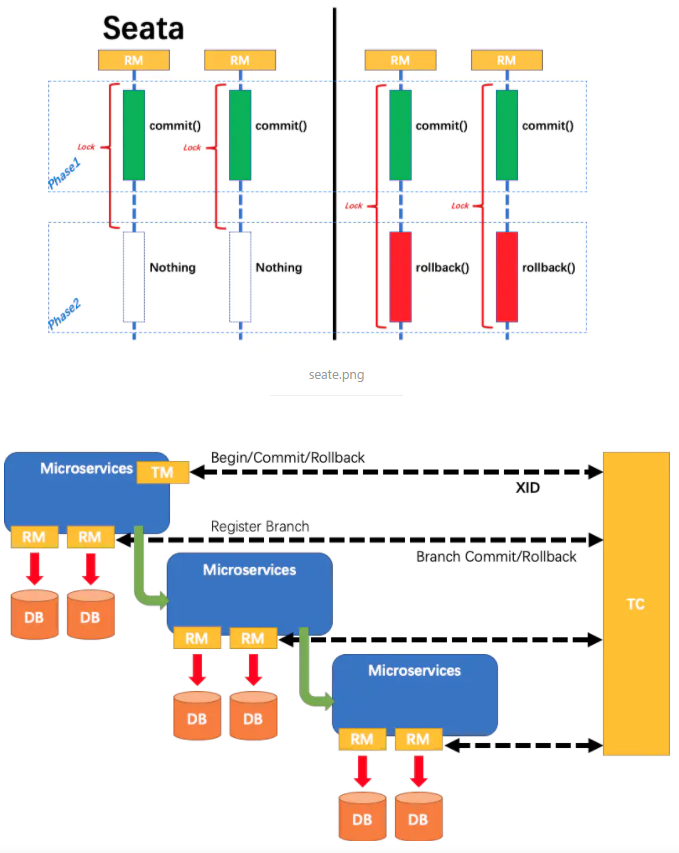 Seata
RM
RM
RM
RM
commit()
commit()
commit()
commit()
Lock
Lock
Phase1
Lock
Lock
Nothing
Nothing
rollback()
rollback()
Phase2
seate.png
Microservices
TM
Begin/Commit/Rollback
XID
RM
RM
Register Branch
Branch Commit/Rollback
Microservices
DB
DB
TC
RM
RM
Microservices
DB
DB
RM
RM
DB
DB